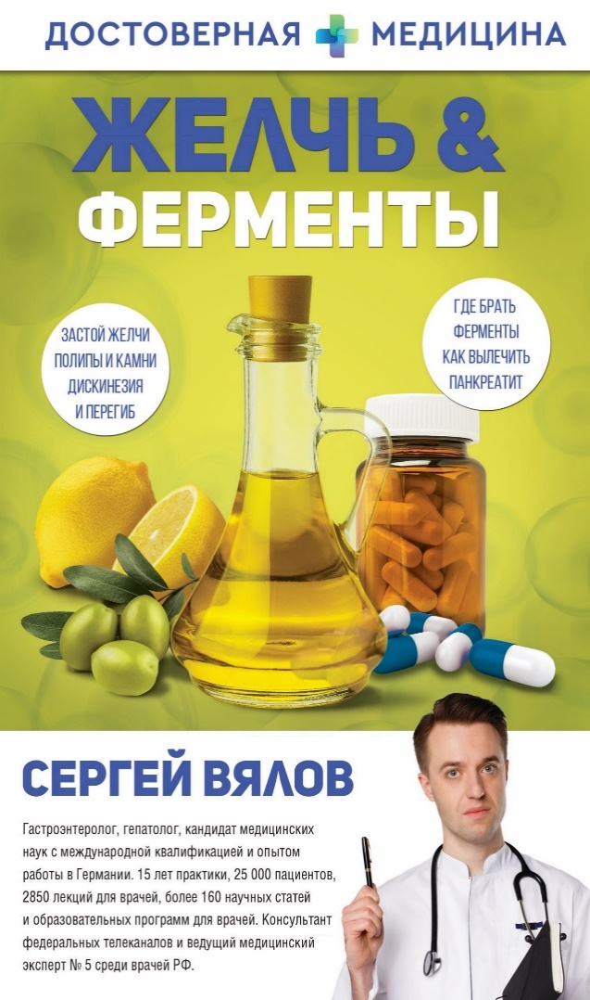 ДОСТОВЕРНАЯ МЕДИЦИНА
ЖЕЛЧЬ &
ФЕРМЕНТЫ
ЗАСТОЙ ЖЕЛЧИ
ПОЛИПЫ И КАМНИ
ДИСКИНЕЗИЯ
И ПЕРЕГИБ
ГДЕ БРАТЬ
ФЕРМЕНТЫ
КАК ВЫЛЕЧИТЬ
ПАНКРЕАТИТ
СЕРГЕЙ ВЯЛОВ
Гастроэнтеролог, гепатолог, кандидат медицинских
наук с международной квалификацией и опытом
работы в Германии. 15 лет практики, 25 000 пациентов,
2850 лекций для врачей, более 160 научных статей
и образовательных программ для врачей. Консультант
федеральных телеканалов и ведущий медицинский
эксперт № 5 среди врачей РФ.